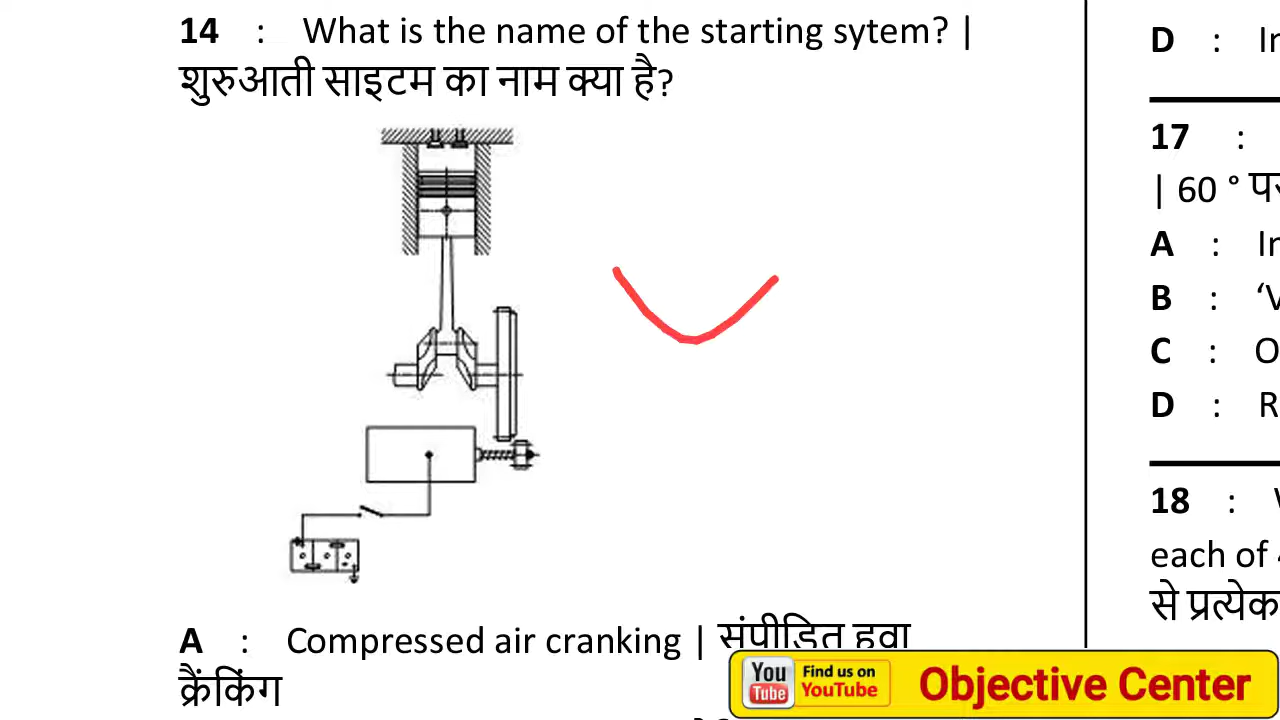 14 : What is the name of the starting sytem? |
शुरुआती साइटम का नाम क्या है?
A : Compressed air cranking | संपीड़ित हवा
क्रैंकिंग
D : In
17 :
| 60 °
A : In
B : ‘V
C : O
D : R
18 :
each of
से प्रत्येक
You Tube
Find us on
YouTube
Objective Center